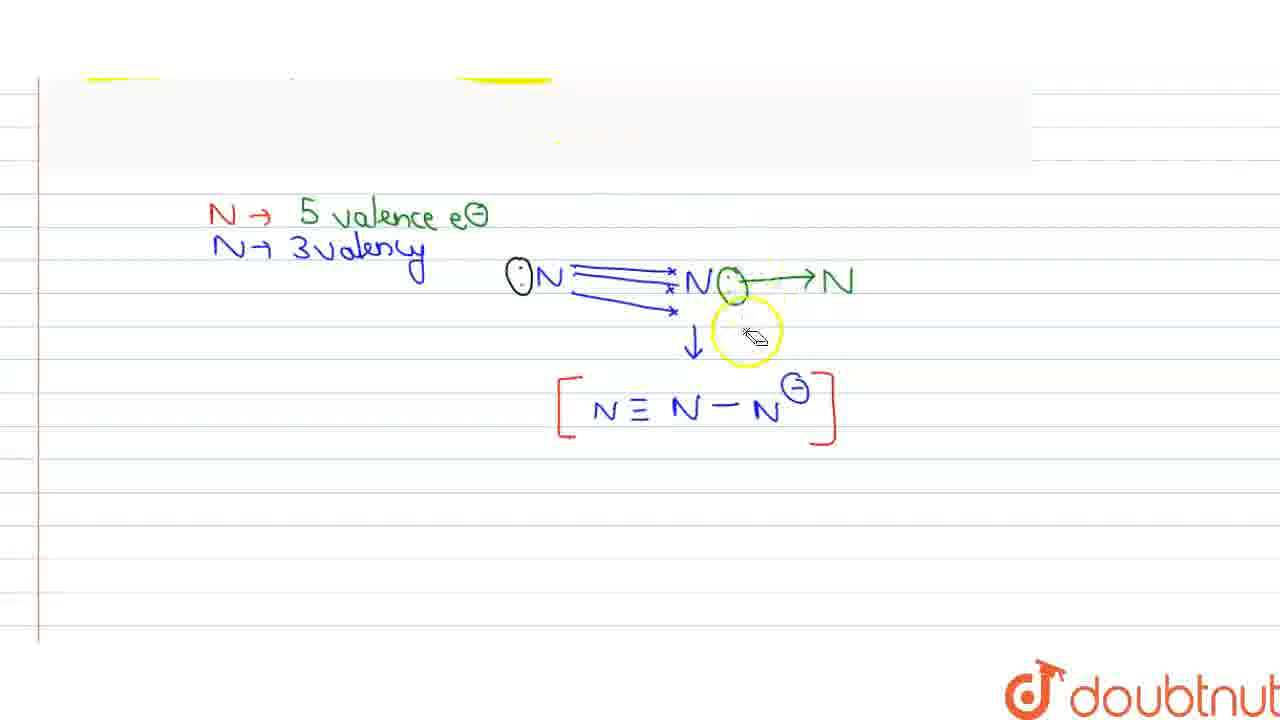 N → 5 valence e⊖
N → 3 valency
:N ≡ N: → N
↓
[N ≡ N − N⊖]
doubtnut